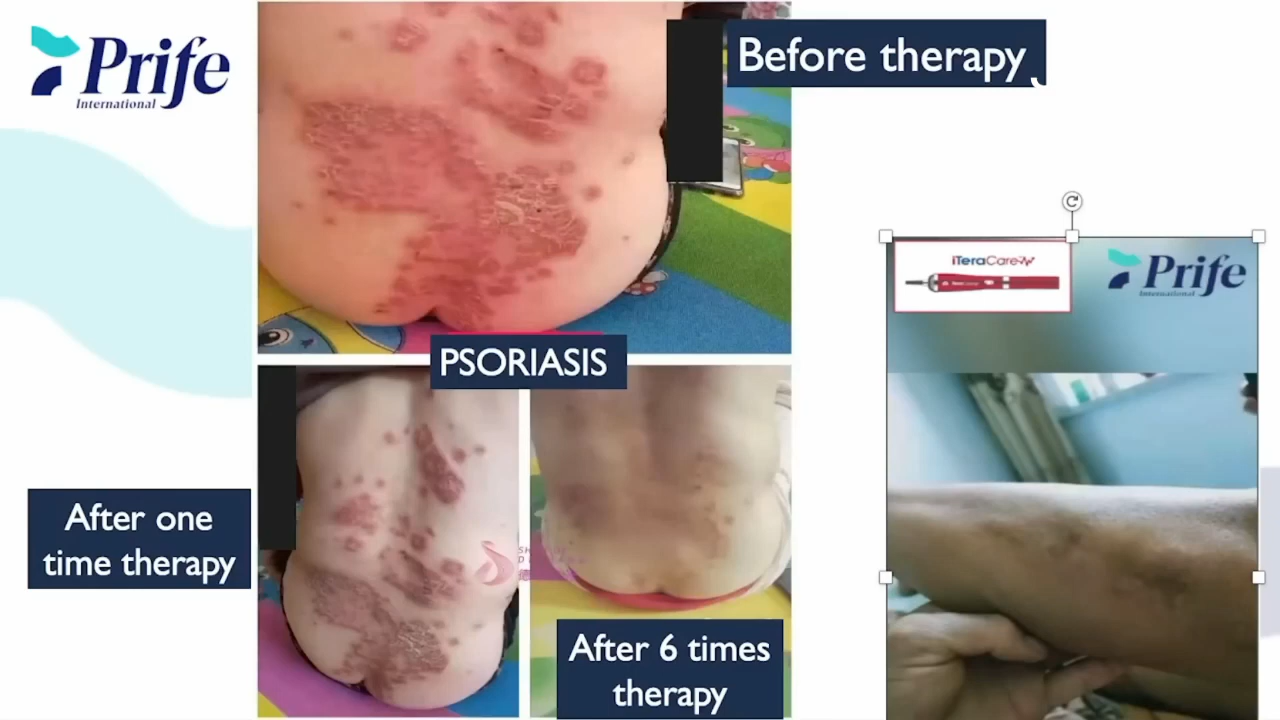 Prife
International
Before therapy
iTeraCare
Prife
International
PSORIASIS
After one
time therapy
After 6 times
therapy